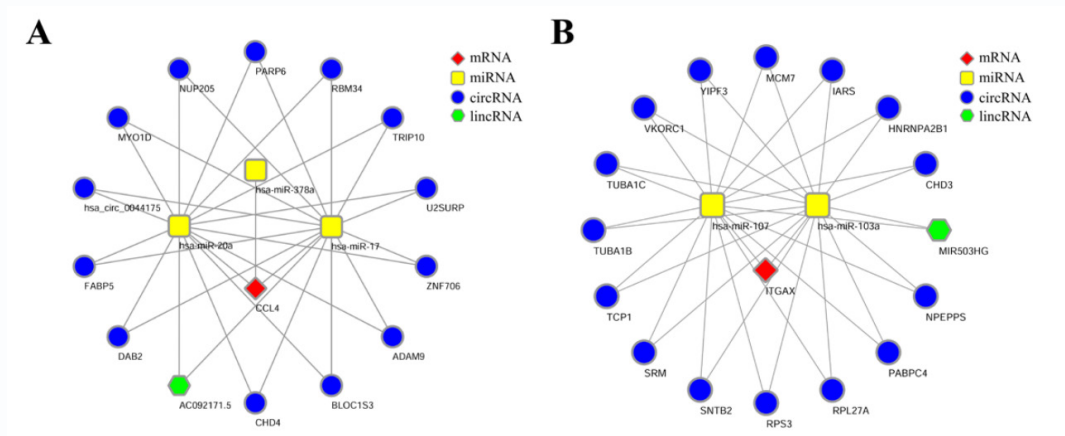 A
PARP6
NUP205
RBM34
MYO1D
TRIP10
hsa-miR-378a
hsa_circ_0044175
U2SURP
hsa-miR-20a
hsa-miR-17
FABP5
ZNF706
CCL4
DAB2
ADAM9
AC092171.5
BLOC1S3
CHD4
mRNA
miRNA
circRNA
lincRNA
B
MCM7
YIPF3
IARS
VKORC1
HNRNPA2B1
TUBA1C
CHD3
hsa-miR-107
hsa-miR-103a
TUBA1B
MIR503HG
ITGAX
TCP1
NPEPPS
SRM
PABPC4
SNTB2
RPL27A
RPS3
mRNA
miRNA
circRNA
lincRNA